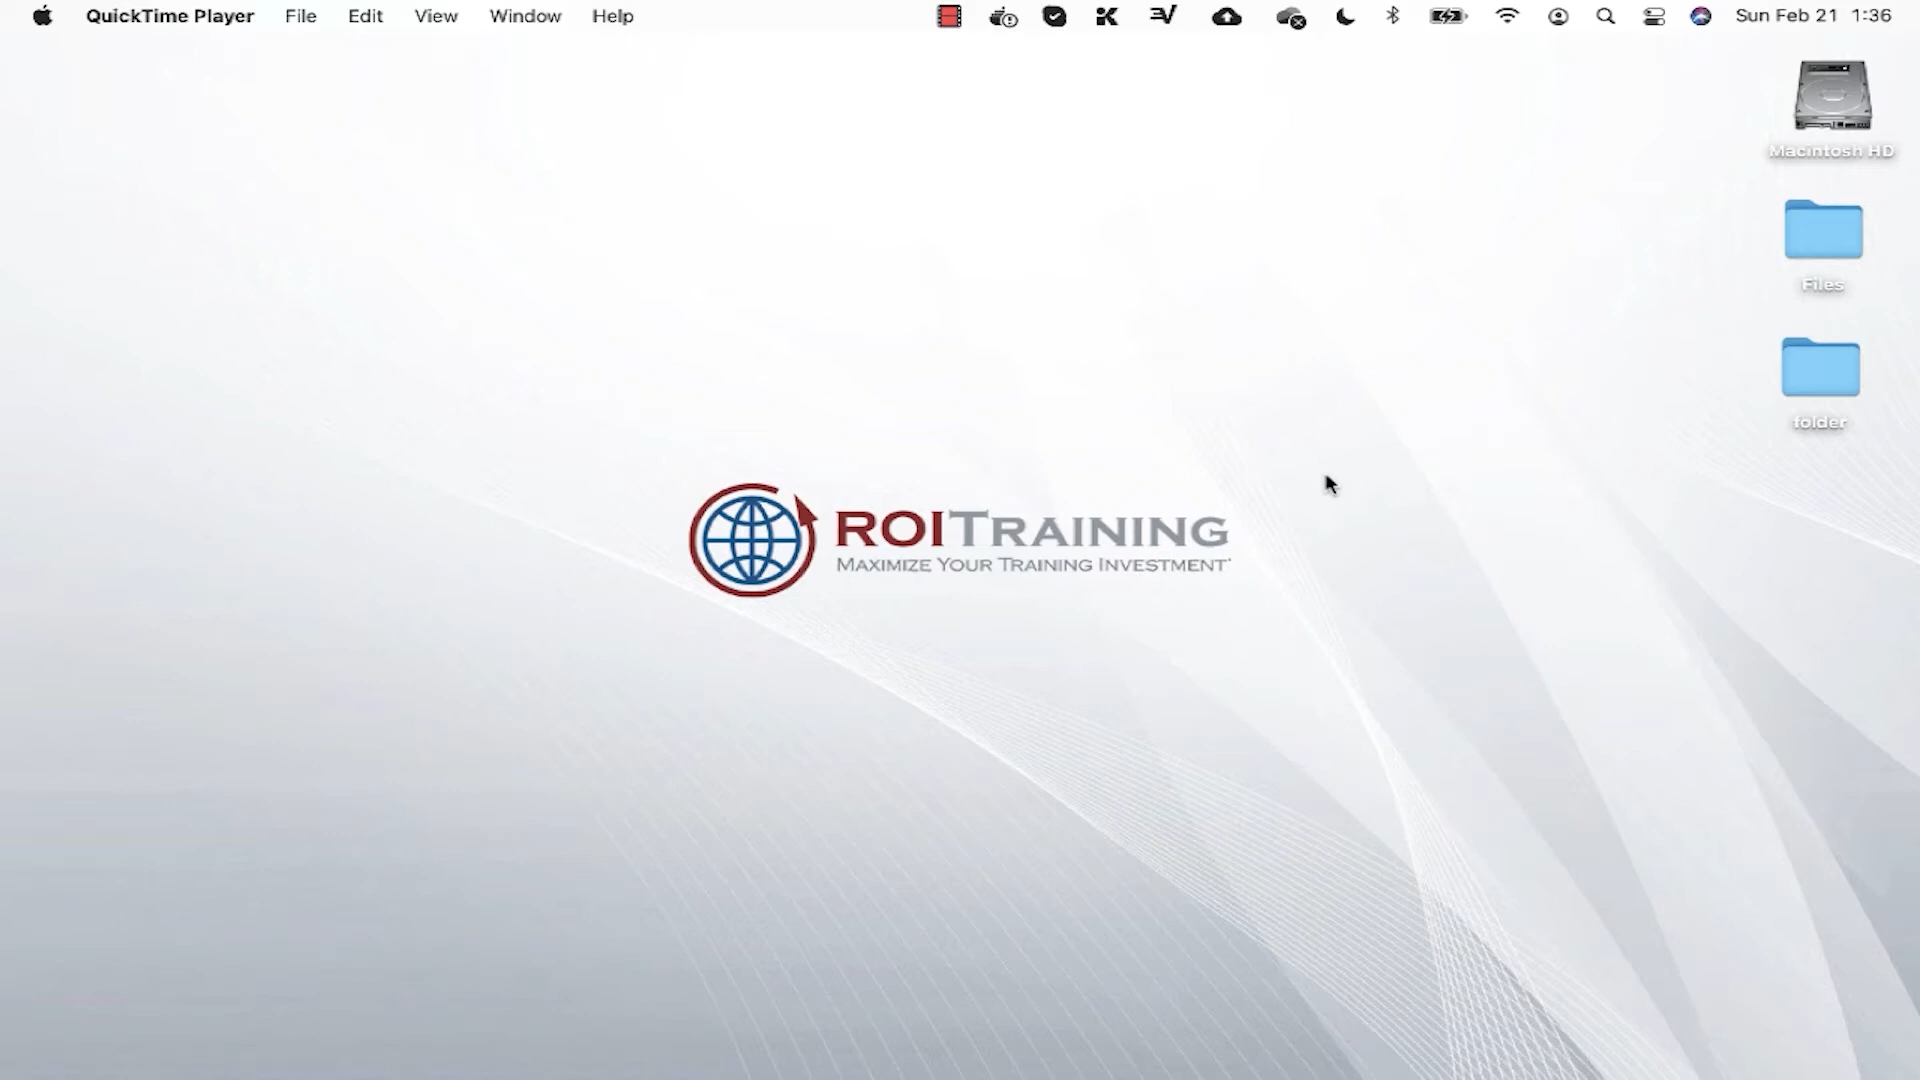 QuickTime Player File Edit View Window Help Sun Feb 21 1:36
Macintosh HD
Files
folder
ROITRAINING
MAXIMIZE YOUR TRAINING INVESTMENT